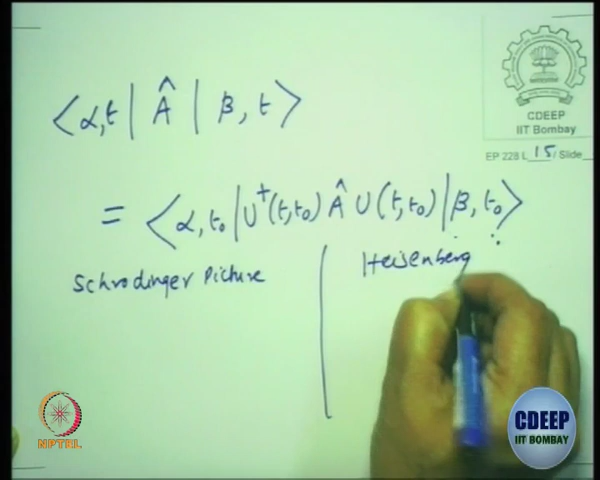 ⟨α,t| Â | β, t⟩
= ⟨α, t₀|U†(t,t₀) Â U(t,t₀)|β, t₀⟩
Schrodinger Picture
Heisenberg
CDEEP
IIT Bombay
EP 228 L 15 / Slide
NPTEL
CDEEP
IIT BOMBAY